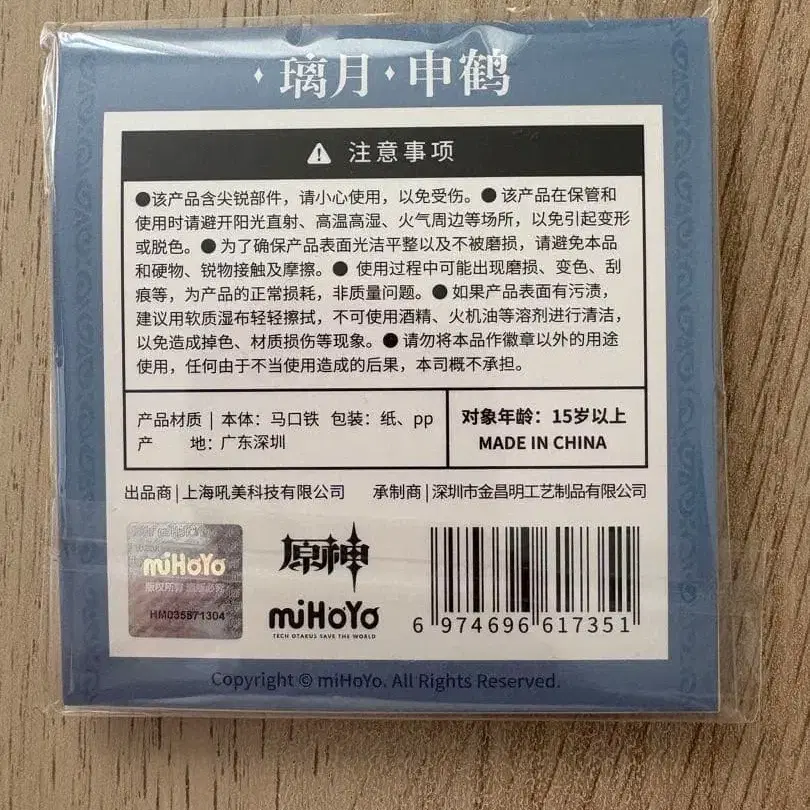 璃月·申鹤
注意事项
●该产品含尖锐部件，请小心使用，以免受伤。●该产品在保管和
使用时请避开阳光直射、高温高湿、火气周边等场所，以免引起变形
或脱色。●为了确保产品表面光洁平整以及不被磨损，请避免本品
和硬物、锐物接触及摩擦。● 使用过程中可能出现磨损、变色、刮
痕等，为产品的正常损耗，非质量问题。●如果产品表面有污渍，
建议用软质湿布轻轻擦拭，不可使用酒精、火机油等溶剂进行清洁，
以免造成掉色、材质损伤等现象。●请勿将本品作徽章以外的用途
使用，任何由于不当使用造成的后果，本司概不承担。
产品材质 | 本体：马口铁 包装：纸、pp
产 地：广东深圳
对象年龄：15岁以上
MADE IN CHINA
出品商 | 上海吼美科技有限公司 承制商 | 深圳市金昌明工艺制品有限公司
miHoYo
版权所有
HM035871304
原神
miHoYo
TECH OTAKUS SAVE THE WORLD
6 974696 617351
Copyright © miHoYo. All Rights Reserved.